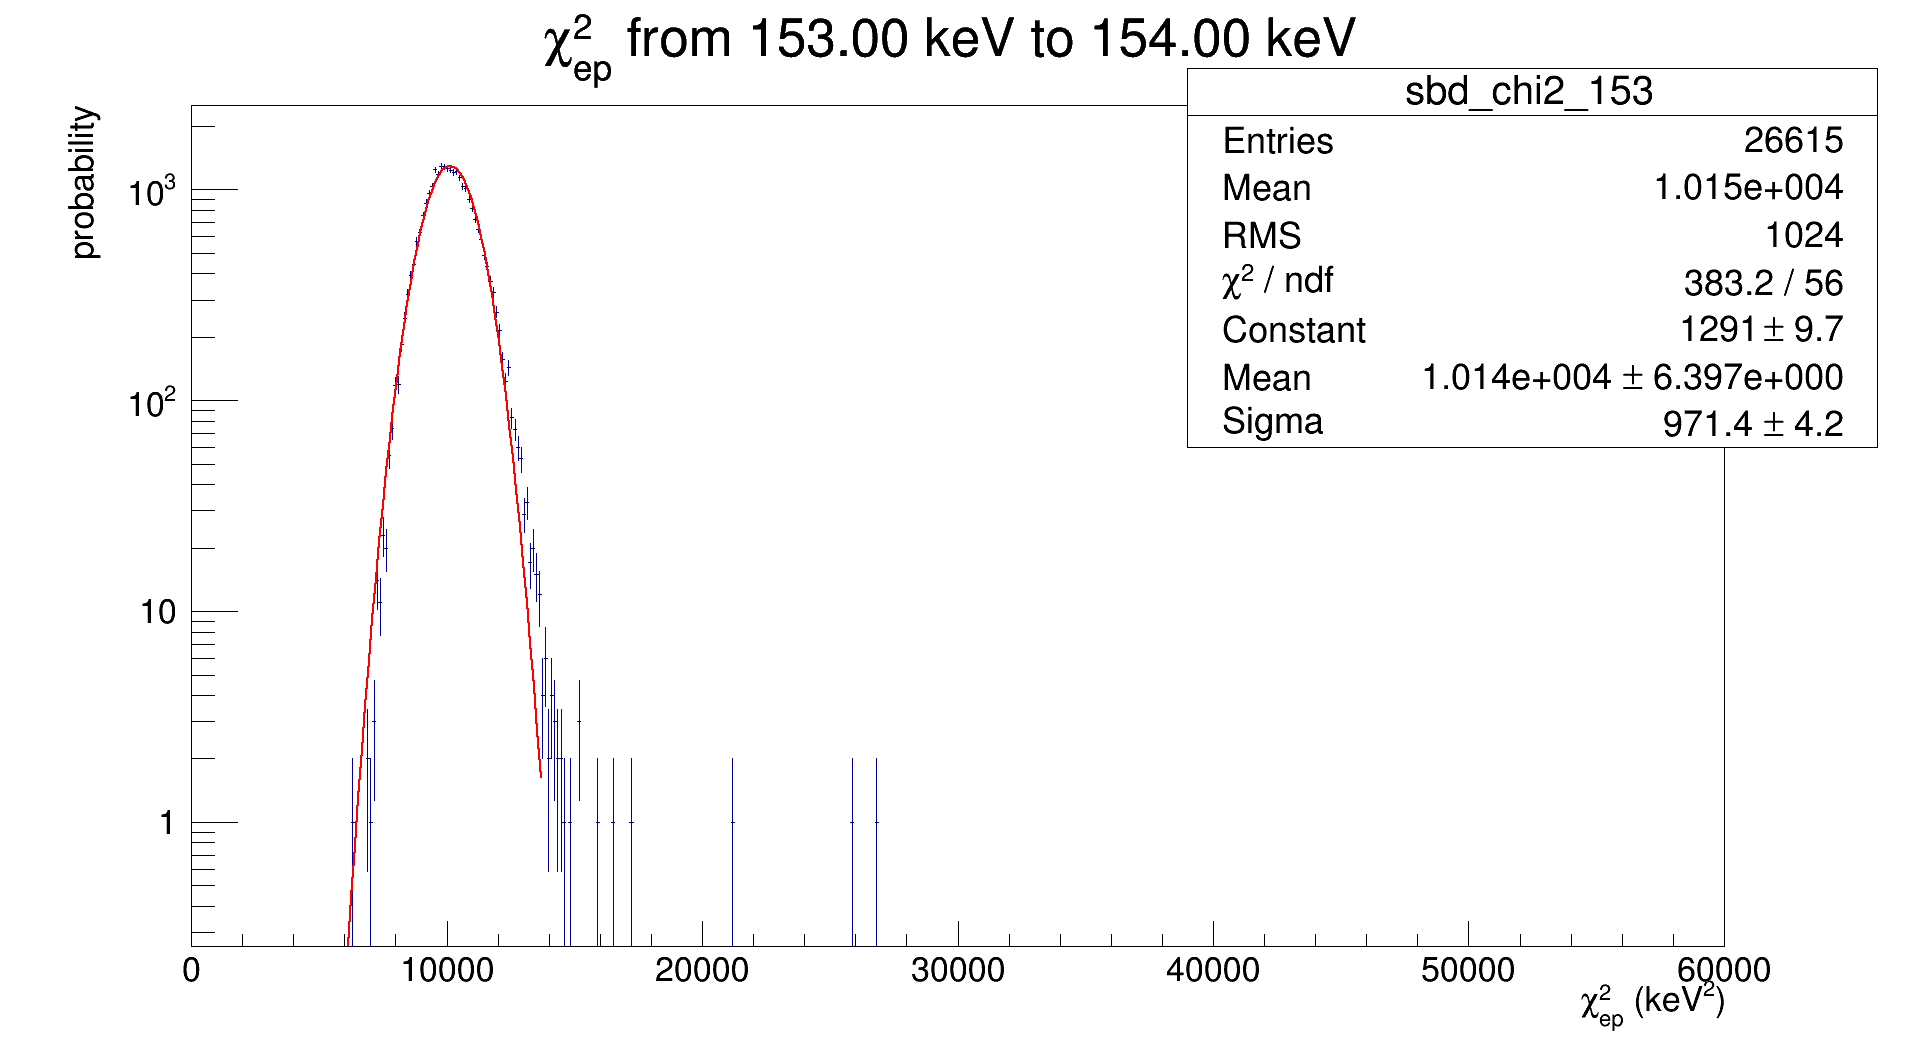 χ²ep from 153.00 keV to 154.00 keV
sbd_chi2_153
Entries 26615
Mean 1.015e+004
RMS 1024
χ² / ndf 383.2 / 56
Constant 1291 ± 9.7
Mean 1.014e+004 ± 6.397e+000
Sigma 971.4 ± 4.2
probability
10³
10²
10
1
0 10000 20000 30000 40000 50000 60000
χ²ep (keV²)